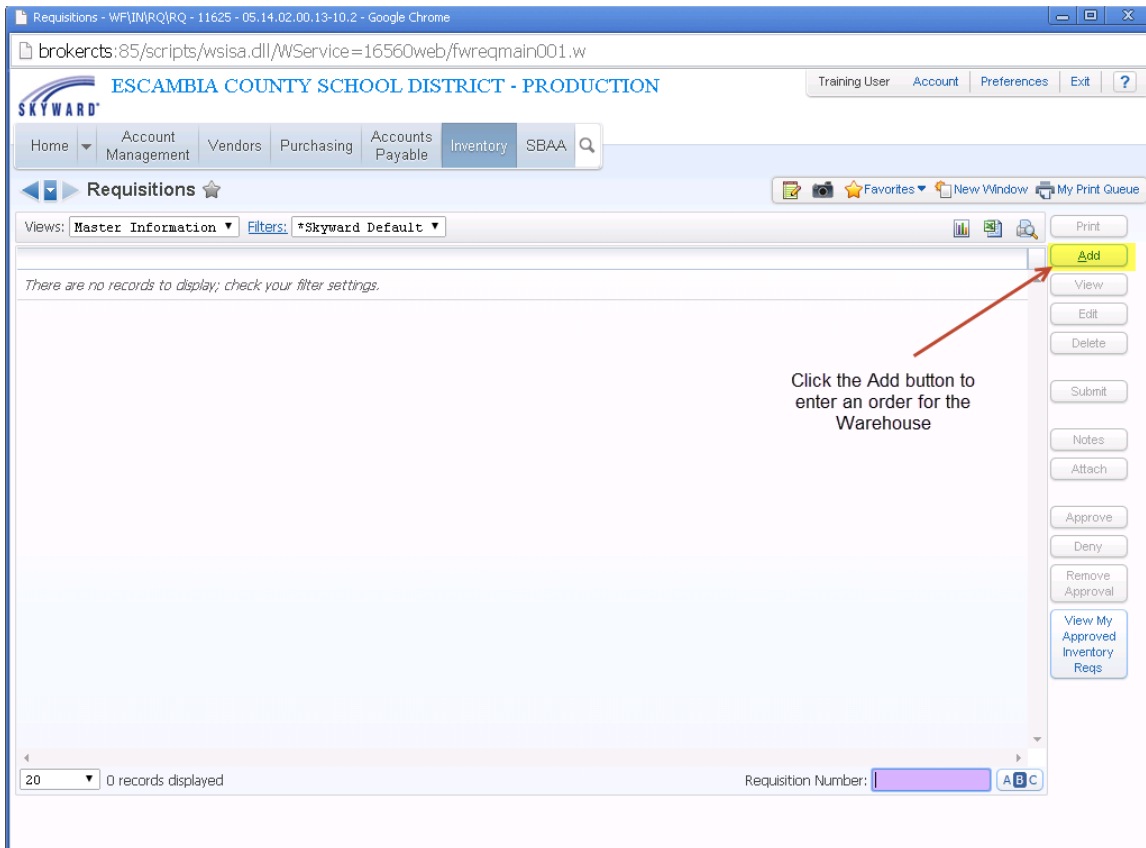 Requisitions - WF\IN\RQ\RQ - 11625 - 05.14.02.00.13-10.2 - Google Chrome
brokercts:85/scripts/wsisa.dll/WService=16560web/fwreqmain001.w
SKYWARD
ESCAMBIA COUNTY SCHOOL DISTRICT - PRODUCTION
Training User Account Preferences Exit ?
Home Account Management Vendors Purchasing Accounts Payable Inventory SBAA
Requisitions
Favorites New Window My Print Queue
Views: Master Information Filters: *Skyward Default
Print
Add
There are no records to display; check your filter settings.
View
Edit
Delete
Click the Add button to
enter an order for the
Warehouse
Submit
Notes
Attach
Approve
Deny
Remove
Approval
View My
Approved
Inventory
Reqs
20 0 records displayed
Requisition Number: ABC